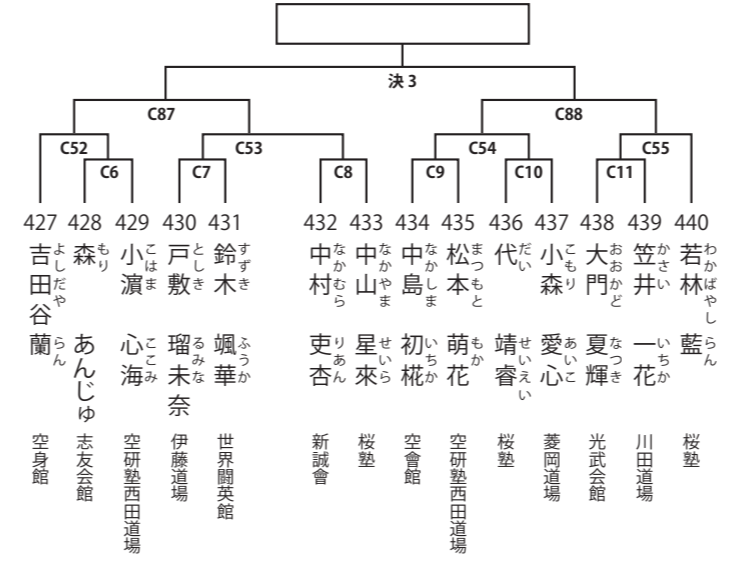 決3
C87
C88
C52
C53
C54
C55
C6
C7
C8
C9
C10
C11
427
吉田谷 蘭
よしだや らん
空身館
428
森 あんじゅ
もり
志友会館
429
小濵 心海
こはま ここみ
空研塾西田道場
430
戸敷 瑠未奈
としき るみな
伊藤道場
431
鈴木 颯華
すずき ふうか
世界闘英館
432
中村 吏杏
なかむら りあん
新誠會
433
中山 星來
なかやま せいら
桜塾
434
中島 初椛
なかしま いちか
空會館
435
松本 萌花
まつもと もか
空研塾西田道場
436
代 靖睿
だい せいえい
桜塾
437
小森 愛心
こもり あいこ
菱岡道場
438
大門 夏輝
おおかど なつき
光武会館
439
笠井 一花
かさい いちか
川田道場
440
若林 藍
わかばやし らん
桜塾